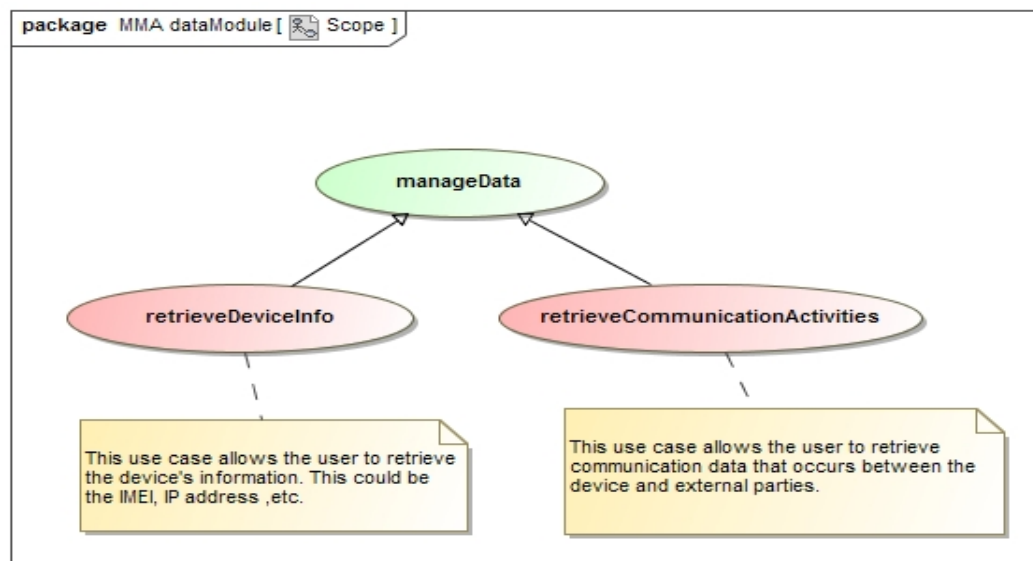 package MMA dataModule [ Scope ]
manageData
retrieveDeviceInfo
retrieveCommunicationActivities
This use case allows the user to retrieve
the device's information. This could be
the IMEI, IP address ,etc.
This use case allows the user to retrieve
communication data that occurs between the
device and external parties.